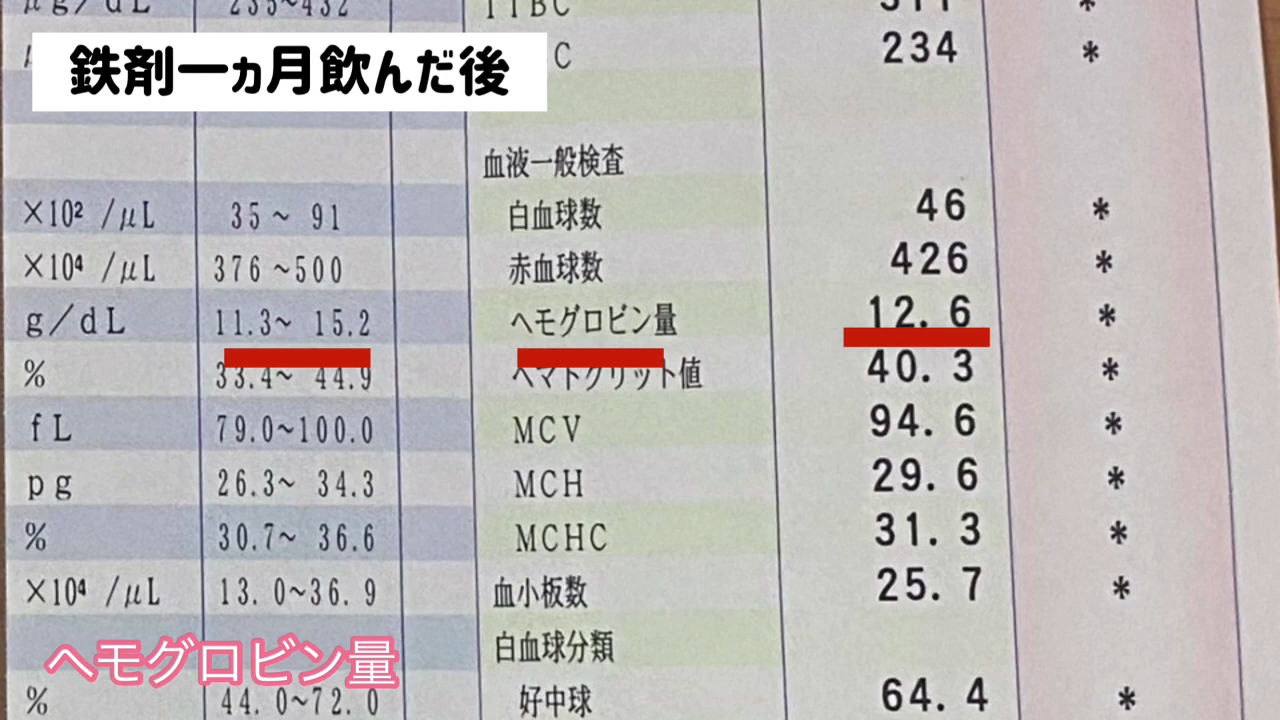 μg/dL 235~432 TIBC 311 *
C 234 *
鉄剤一ヵ月飲んだ後
血液一般検査
×10² /μL 35 ~ 91 白血球数 46 *
×10⁴ /μL 376 ~500 赤血球数 426 *
g/dL 11.3~ 15.2 ヘモグロビン量 12.6 *
% 33.4~ 44.9 ヘマトクリット値 40.3 *
fL 79.0~100.0 MCV 94.6 *
pg 26.3~ 34.3 MCH 29.6 *
% 30.7~ 36.6 MCHC 31.3 *
×10⁴ /μL 13.0~36.9 血小板数 25.7 *
白血球分類
ヘモグロビン量
% 44.0~72.0 好中球 64.4 *